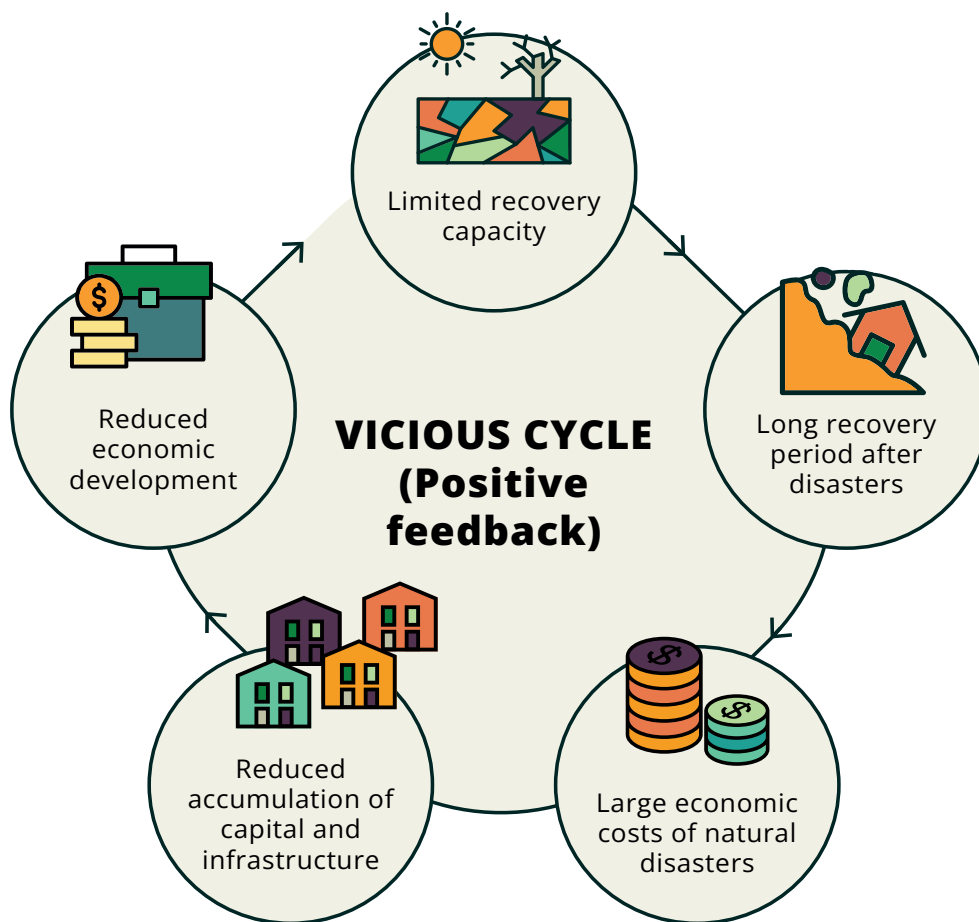 Limited recovery
capacity
Long recovery
period after
disasters
Large economic
costs of natural
disasters
Reduced
accumulation of
capital and
infrastructure
Reduced
economic
development
VICIOUS CYCLE
(Positive
feedback)
$
$
$